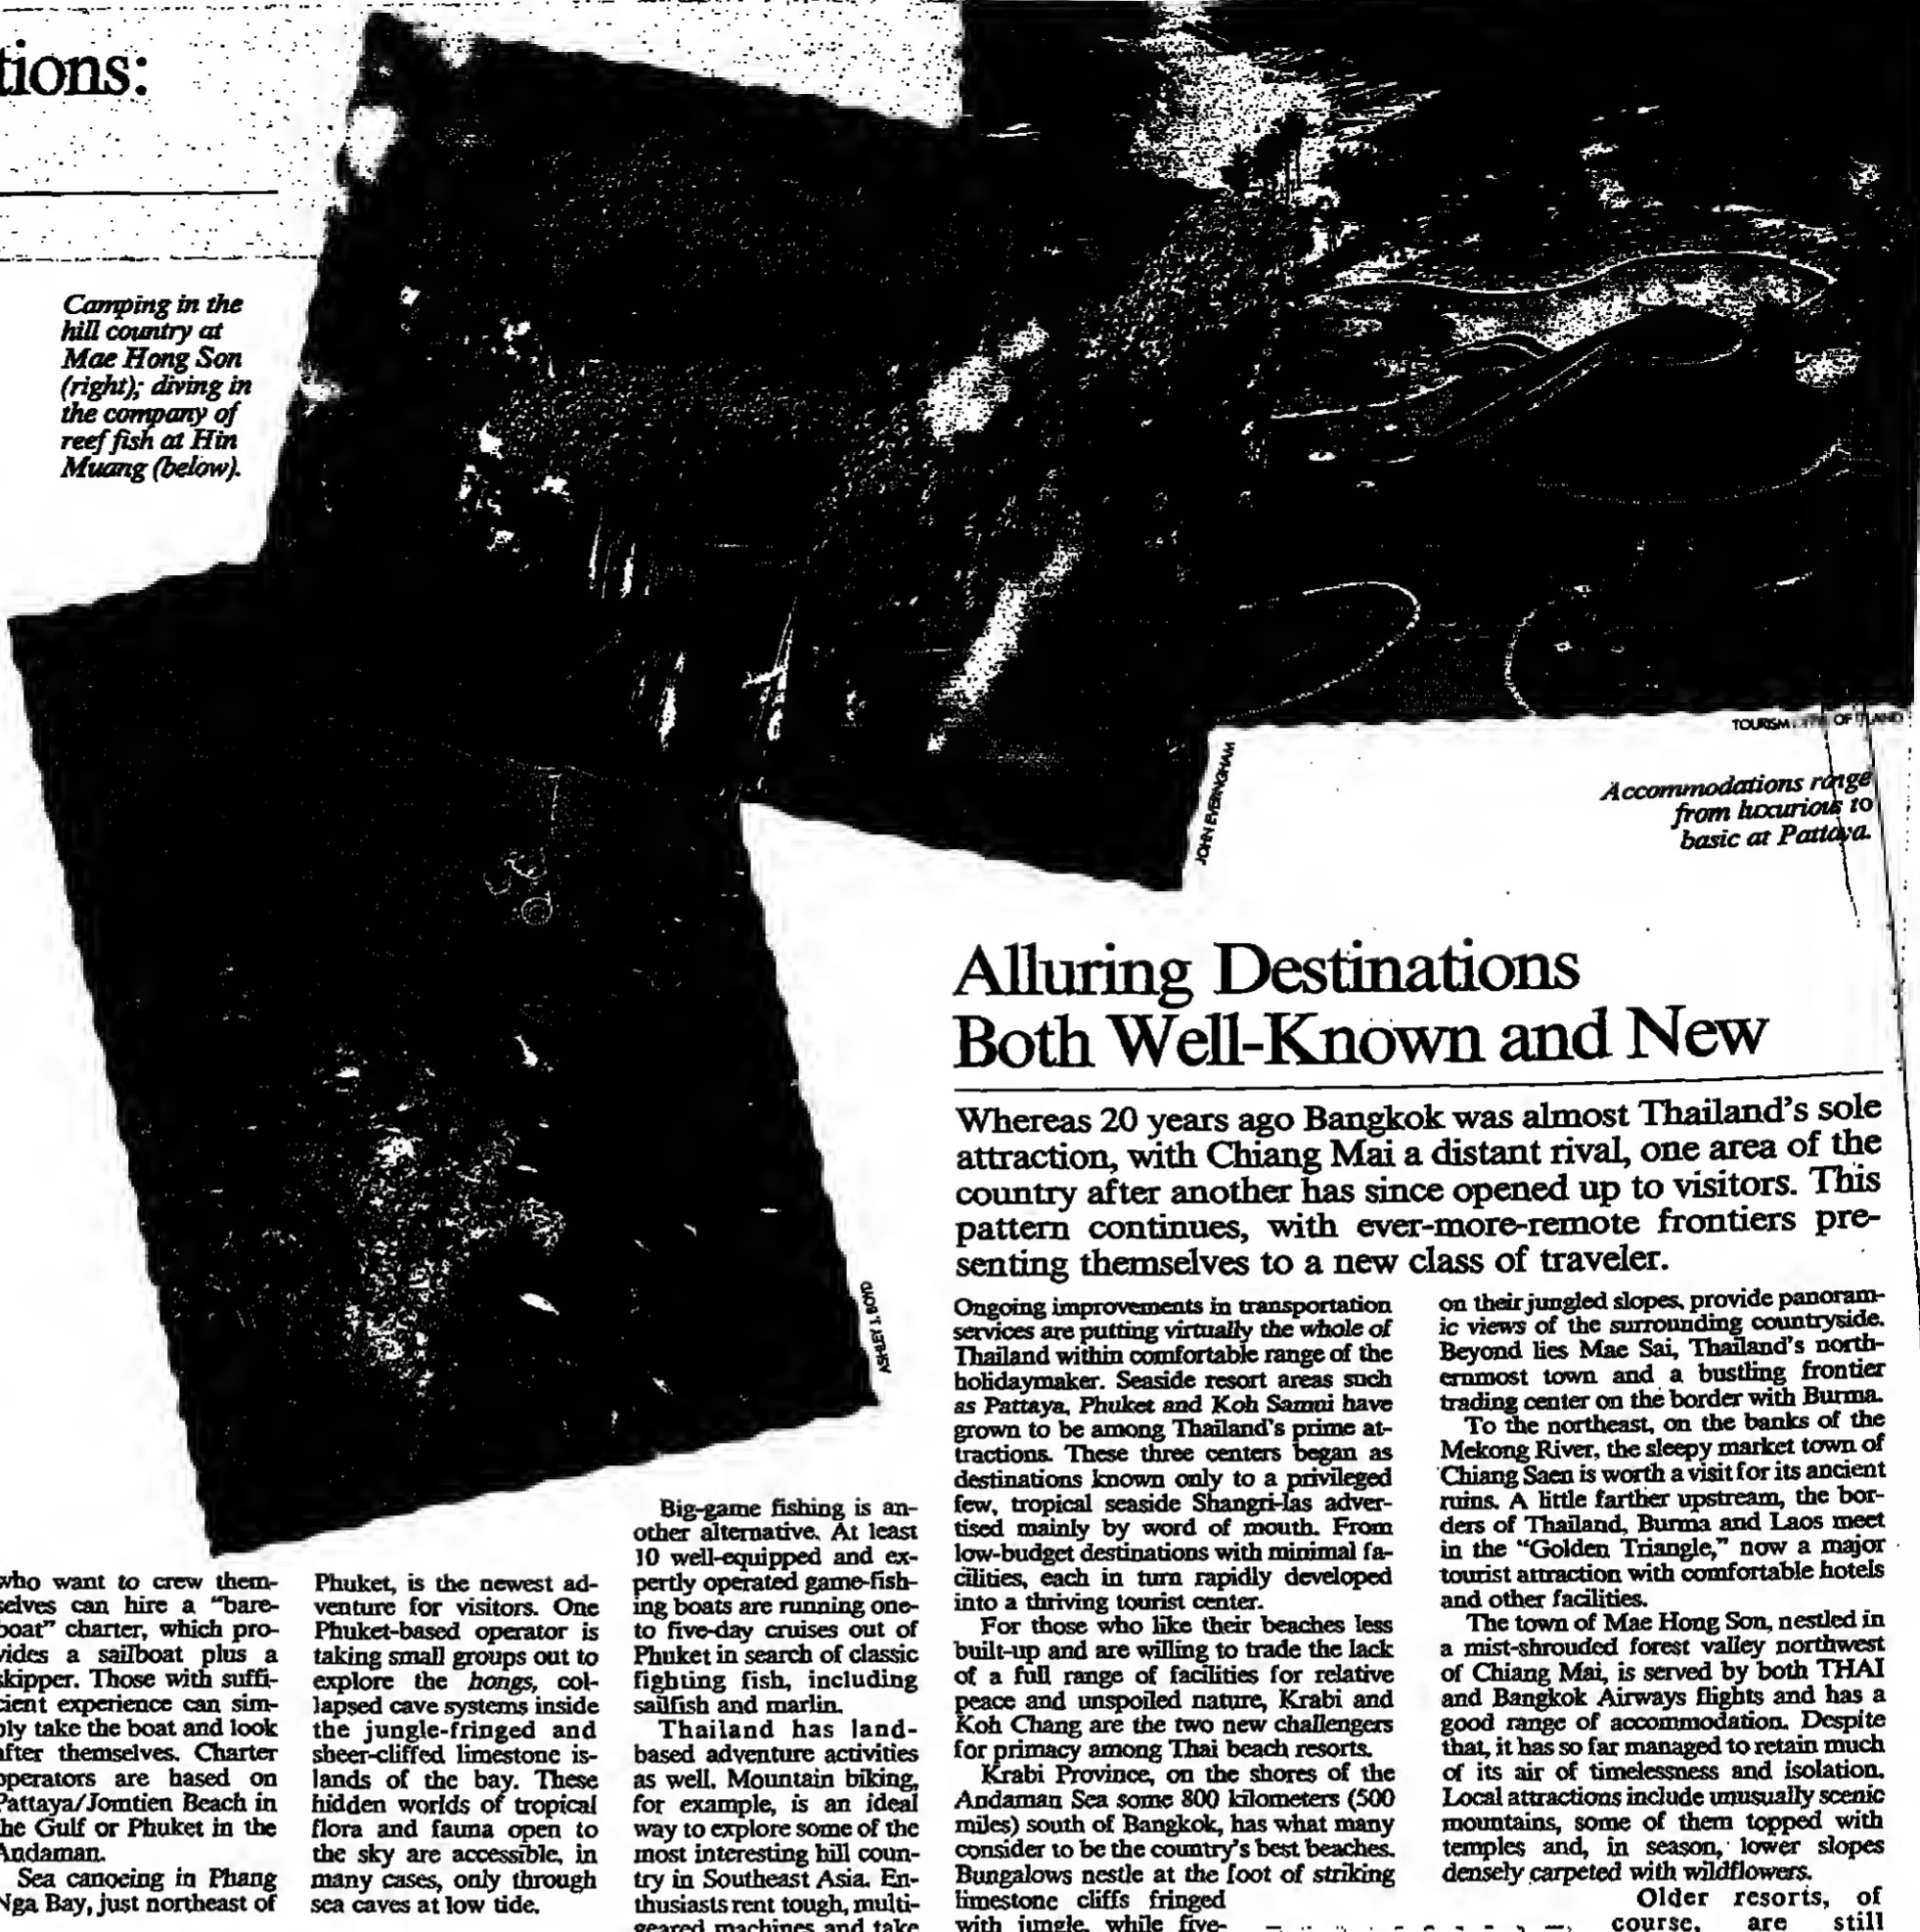 tions:
Camping in the
hill country at
Mae Hong Son
(right); diving in
the company of
reef fish at Hin
Muang (below).
TOURISM OF
JOHN EVERINGHAM
Accommodations range
from luxurious to
basic at Pattaya.
ASHLEY J. BOYD
who want to crew them-
selves can hire a “bare-
boat” charter, which pro-
vides a sailboat plus a
skipper. Those with suffi-
cient experience can sim-
ply take the boat and look
after themselves. Charter
operators are based on
Pattaya/Jomtien Beach in
the Gulf or Phuket in the
Andaman.
Sea canoeing in Phang
Nga Bay, just northeast of
Phuket, is the newest ad-
venture for visitors. One
Phuket-based operator is
taking small groups out to
explore the hongs, col-
lapsed cave systems inside
the jungle-fringed and
sheer-cliffed limestone is-
lands of the bay. These
hidden worlds of tropical
flora and fauna open to
the sky are accessible, in
many cases, only through
sea caves at low tide.
Big-game fishing is an-
other alternative. At least
10 well-equipped and ex-
pertly operated game-fish-
ing boats are running one-
to five-day cruises out of
Phuket in search of classic
fighting fish, including
sailfish and marlin.
Thailand has land-
based adventure activities
as well. Mountain biking,
for example, is an ideal
way to explore some of the
most interesting hill coun-
try in Southeast Asia. En-
thusiasts rent tough, multi-
geared machines and take
Alluring Destinations
Both Well-Known and New
Whereas 20 years ago Bangkok was almost Thailand’s sole
attraction, with Chiang Mai a distant rival, one area of the
country after another has since opened up to visitors. This
pattern continues, with ever-more-remote frontiers pre-
senting themselves to a new class of traveler.
Ongoing improvements in transportation
services are putting virtually the whole of
Thailand within comfortable range of the
holidaymaker. Seaside resort areas such
as Pattaya, Phuket and Koh Samui have
grown to be among Thailand’s prime at-
tractions. These three centers began as
destinations known only to a privileged
few, tropical seaside Shangri-las adver-
tised mainly by word of mouth. From
low-budget destinations with minimal fa-
cilities, each in turn rapidly developed
into a thriving tourist center.
For those who like their beaches less
built-up and are willing to trade the lack
of a full range of facilities for relative
peace and unspoiled nature, Krabi and
Koh Chang are the two new challengers
for primacy among Thai beach resorts.
Krabi Province, on the shores of the
Andaman Sea some 800 kilometers (500
miles) south of Bangkok, has what many
consider to be the country’s best beaches.
Bungalows nestle at the foot of striking
limestone cliffs fringed
with jungle, while five-
on their jungled slopes, provide panoram-
ic views of the surrounding countryside.
Beyond lies Mae Sai, Thailand’s north-
ernmost town and a bustling frontier
trading center on the border with Burma.
To the northeast, on the banks of the
Mekong River, the sleepy market town of
Chiang Saen is worth a visit for its ancient
ruins. A little farther upstream, the bor-
ders of Thailand, Burma and Laos meet
in the “Golden Triangle,” now a major
tourist attraction with comfortable hotels
and other facilities.
The town of Mae Hong Son, nestled in
a mist-shrouded forest valley northwest
of Chiang Mai, is served by both THAI
and Bangkok Airways flights and has a
good range of accommodation. Despite
that, it has so far managed to retain much
of its air of timelessness and isolation.
Local attractions include unusually scenic
mountains, some of them topped with
temples and, in season, lower slopes
densely carpeted with wildflowers.
Older resorts, of
course, are still